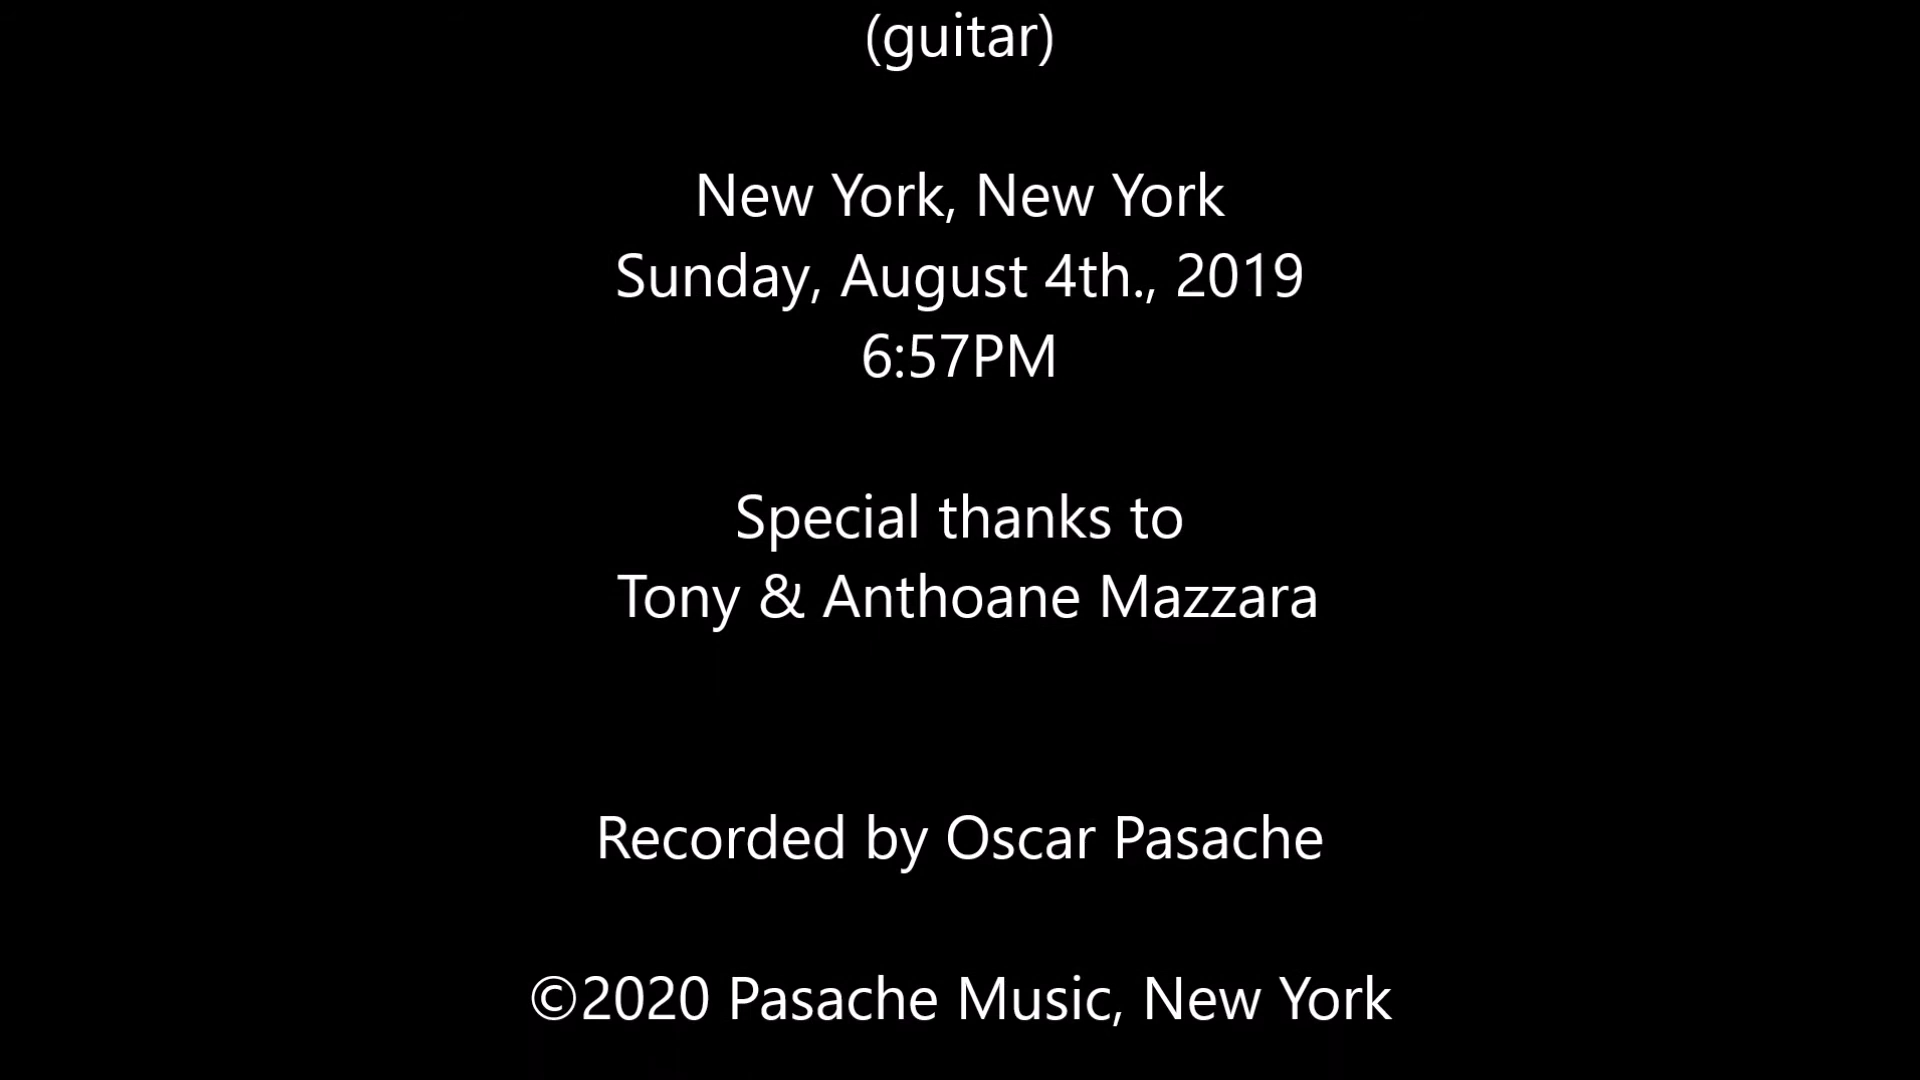 (guitar)
New York, New York
Sunday, August 4th., 2019
6:57PM
Special thanks to
Tony & Anthoane Mazzara
Recorded by Oscar Pasache
©2020 Pasache Music, New York